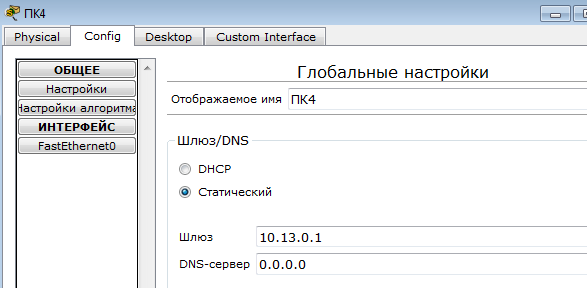 ПК4
Physical Config Desktop Custom Interface
ОБЩЕЕ
Настройки
Настройки алгоритма
ИНТЕРФЕЙС
FastEthernet0
Глобальные настройки
Отображаемое имя ПК4
Шлюз/DNS
DHCP
Статический
Шлюз 10.13.0.1
DNS-сервер 0.0.0.0